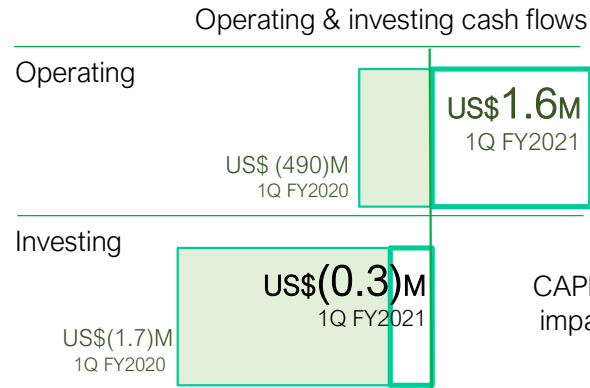 Operating & investing cash flows
Operating
US$1.6M
1Q FY2021
US$ (490)M
1Q FY2020
Investing
US$(0.3)M
1Q FY2021
US$(1.7)M
1Q FY2020